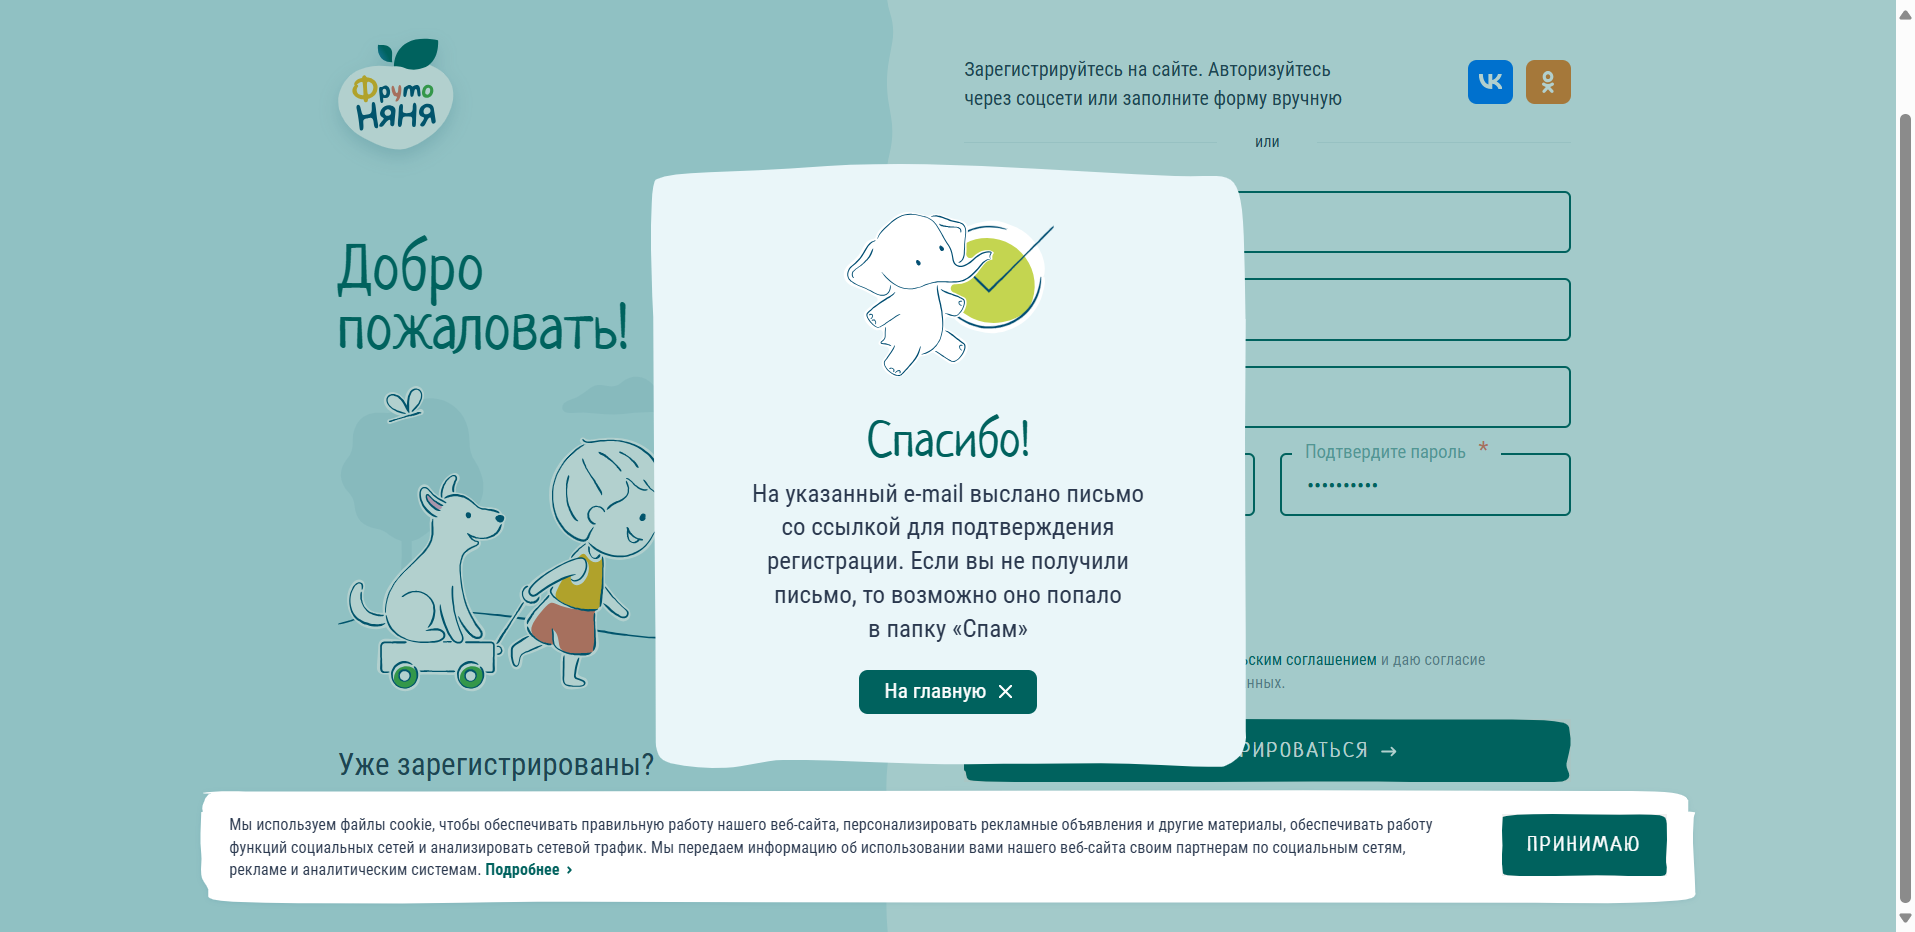 Фруто
Няня
Зарегистрируйтесь на сайте. Авторизуйтесь
через соцсети или заполните форму вручную
или
Добро
пожаловать!
Спасибо!
На указанный e-mail выслано письмо
со ссылкой для подтверждения
регистрации. Если вы не получили
письмо, то возможно оно попало
в папку «Спам»
На главную
Подтвердите пароль *
••••••••••
ским соглашением и даю согласие
нных.
РИРОВАТЬСЯ →
Уже зарегистрированы?
Мы используем файлы cookie, чтобы обеспечивать правильную работу нашего веб-сайта, персонализировать рекламные объявления и другие материалы, обеспечивать работу
функций социальных сетей и анализировать сетевой трафик. Мы передаем информацию об использовании вами нашего веб-сайта своим партнерам по социальным сетям,
рекламе и аналитическим системам. Подробнее ›
ПРИНИМАЮ